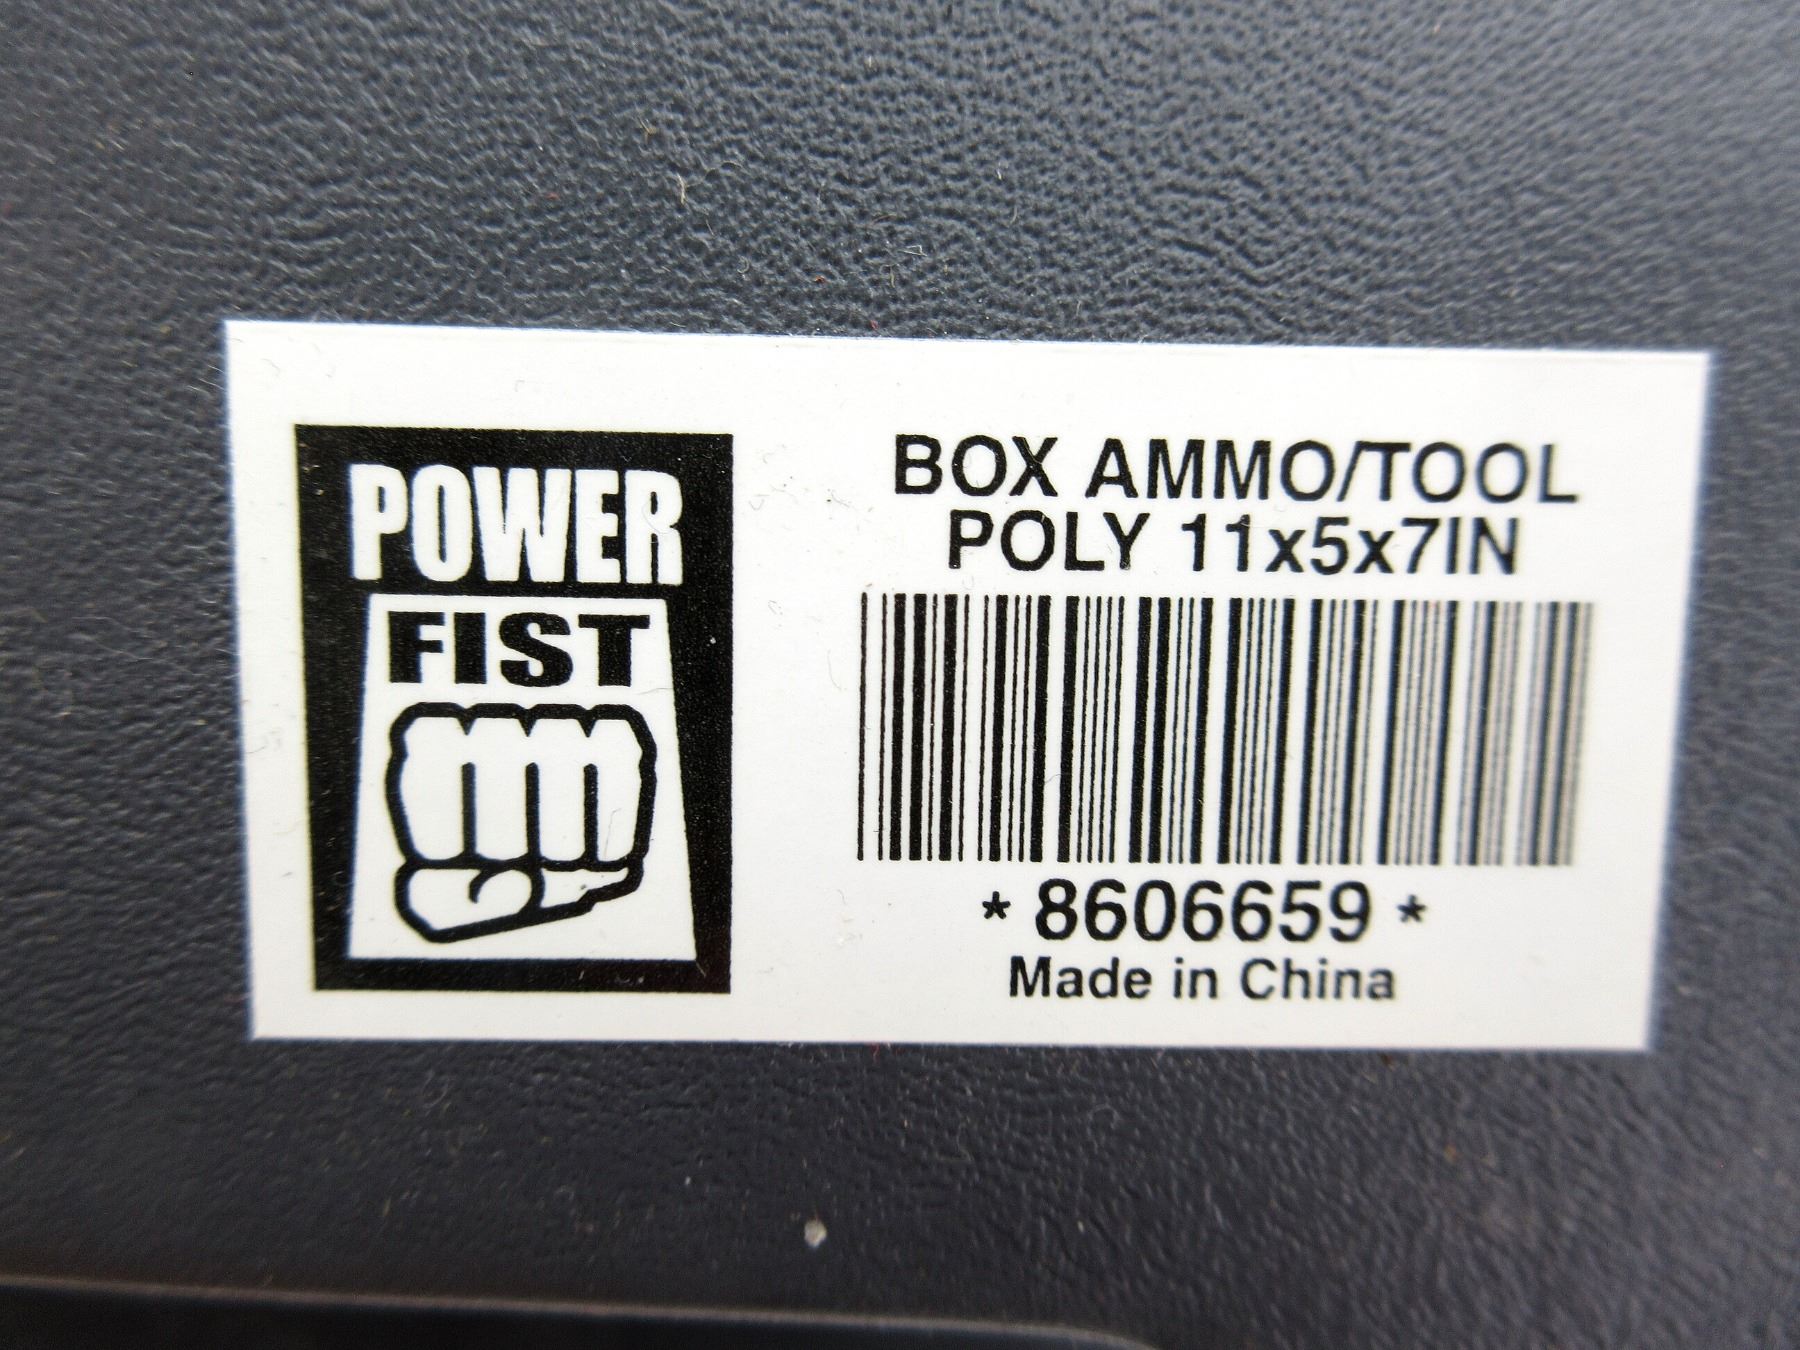 POWER
FIST
BOX AMMO/TOOL
POLY 11x5x7IN
*8606659*
Made in China